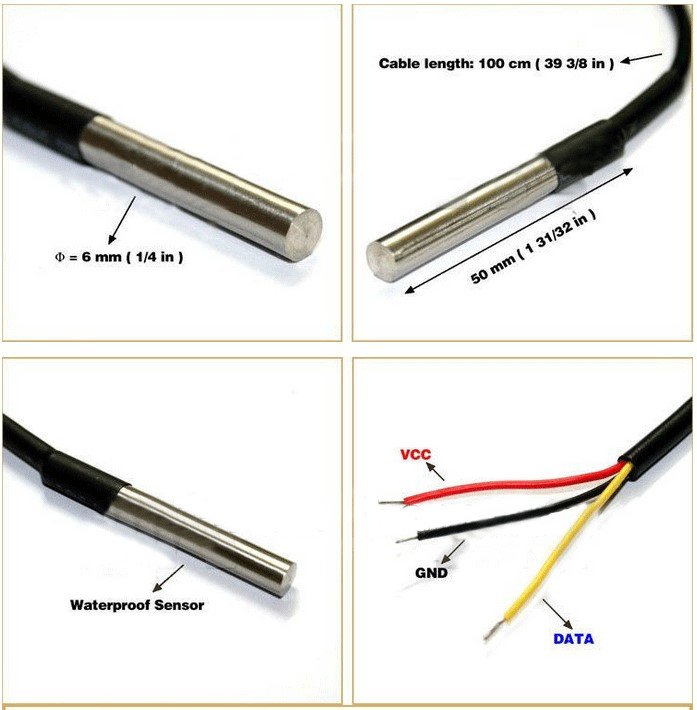 Φ = 6 mm ( 1/4 in )
Cable length: 100 cm ( 39 3/8 in )
50 mm ( 1 31/32 in )
Waterproof Sensor
VCC
GND
DATA